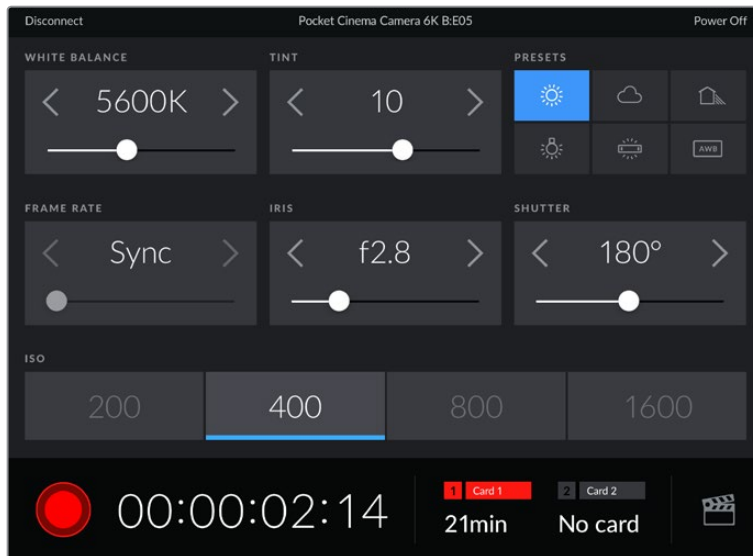 Disconnect Pocket Cinema Camera 6K B:E05 Power Off
WHITE BALANCE TINT PRESETS
5600K 10
AWB
FRAME RATE IRIS SHUTTER
Sync f2.8 180°
ISO
200 400 800 1600
00:00:02:14
1 Card 1 2 Card 2
21min No card